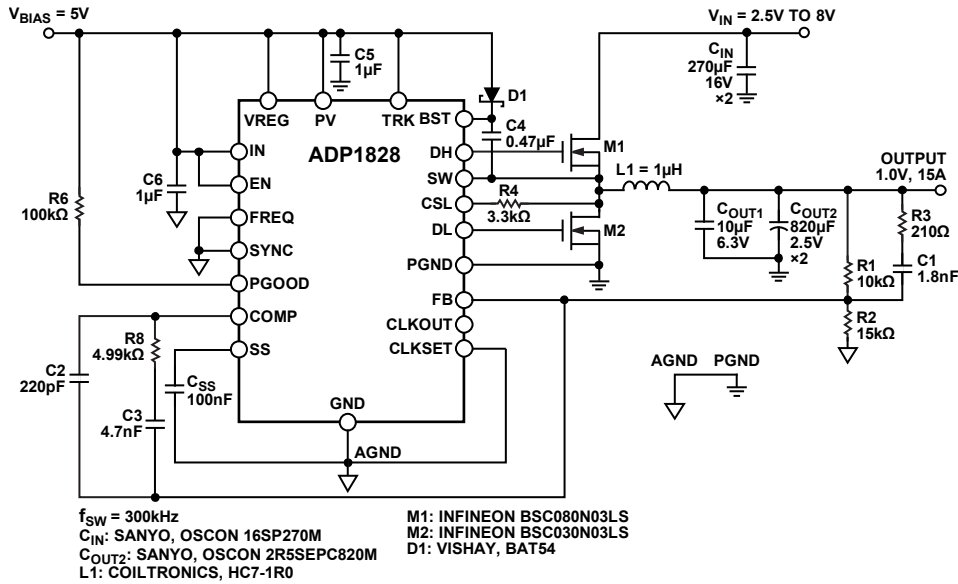 V_BIAS = 5V
V_IN = 2.5V TO 8V
C_IN
270µF
16V
×2
C5
1µF
D1
VREG
PV
TRK
BST
ADP1828
C4
0.47µF
IN
EN
DH
M1
SW
L1 = 1µH
OUTPUT
1.0V, 15A
R6
100kΩ
C6
1µF
FREQ
SYNC
CSL
R4
3.3kΩ
DL
M2
C_OUT1
10µF
6.3V
C_OUT2
820µF
2.5V
×2
R3
210Ω
PGND
PGOOD
R1
10kΩ
C1
1.8nF
FB
COMP
CLKOUT
R2
15kΩ
R8
4.99kΩ
SS
CLKSET
C2
220pF
C_SS
100nF
AGND
PGND
C3
4.7nF
GND
AGND
f_SW = 300kHz
C_IN: SANYO, OSCON 16SP270M
C_OUT2: SANYO, OSCON 2R5SEPC820M
L1: COILTRONICS, HC7-1R0
M1: INFINEON BSC080N03LS
M2: INFINEON BSC030N03LS
D1: VISHAY, BAT54